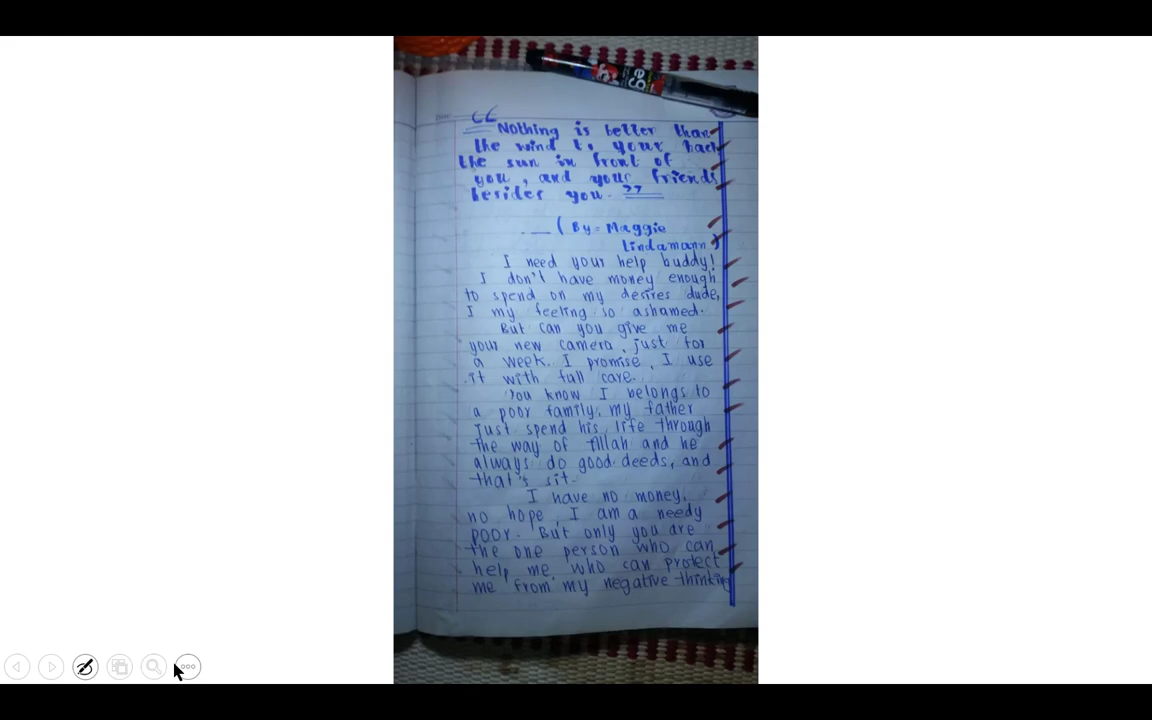 “
Nothing is better than
the wind to your back
the sun in front of
you, and your friends
besides you. ”
__ (By= Maggie
Lindamann)
I need your help buddy!
I don't have money enough
to spend on my desires dude,
I my feeling so ashamed.
But can you give me
your new camera, just for
a week. I promise, I use
it with full care.
You know I belongs to
a poor family, my father
just spend his life through
the way of Allah and he
always do good deeds, and
that's sit.
I have no money,
no hope, I am a needy
poor. But only you are
the one person who can
help me, who can protect
me from my negative thinking